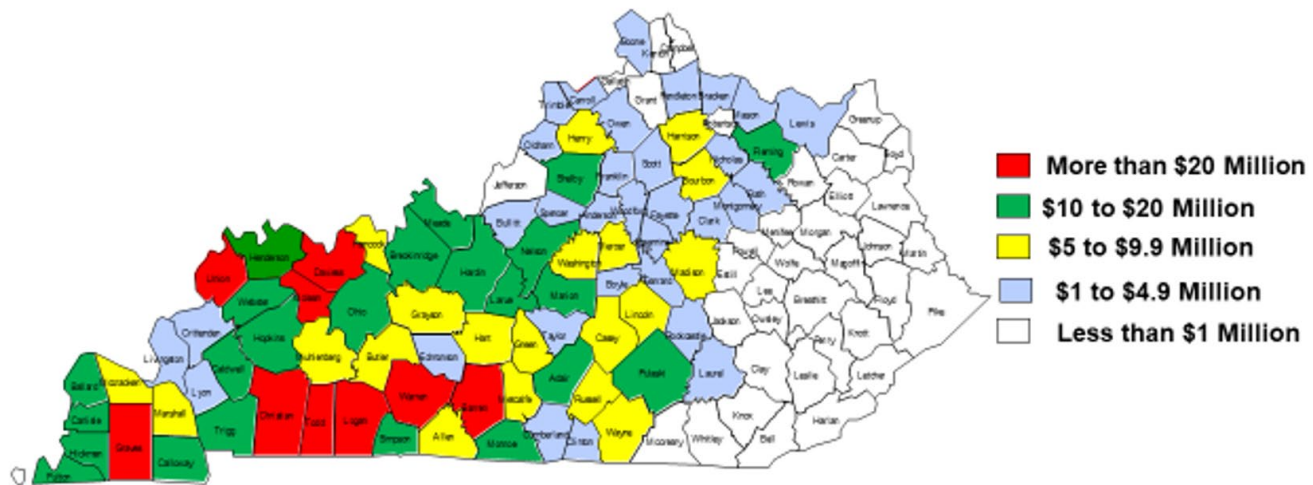 Boone
Campbell
Carroll
Grant
Pendleton
Bracken
Trimble
Owen
Mason
Lewis
Greenup
Henry
Harrison
Oldham
Fleming
Carter
Scott
Nicholas
Shelby
Franklin
Bourbon
Rowan
Elliott
Jefferson
Bath
Lawrence
Spencer
Anderson
Fayette
Clark
Montgomery
Bullitt
Meade
Menifee
Morgan
Johnson
Martin
Nelson
Mercer
Powell
Wolfe
Magoffin
Henderson
Hancock
Breckinridge
Washington
Madison
Estill
Union
Daviess
Hardin
Boyle
Lee
Breathitt
Floyd
Pike
Webster
Larue
Marion
Ohio
Grayson
Lincoln
Jackson
Owsley
Knott
Crittenden
Hopkins
Hart
Green
Taylor
Casey
Rockcastle
Perry
Livingston
Muhlenberg
Butler
Edmonson
Clay
Leslie
Letcher
Caldwell
Adair
Pulaski
Laurel
Ballard
Lyon
Warren
Barren
Metcalfe
Russell
Harlan
Carlisle
Marshall
Christian
Todd
Logan
Knox
Trigg
Allen
Cumberland
Wayne
Graves
Simpson
Monroe
Clinton
Whitley
Bell
Hickman
Calloway
Fulton
More than $20 Million
$10 to $20 Million
$5 to $9.9 Million
$1 to $4.9 Million
Less than $1 Million